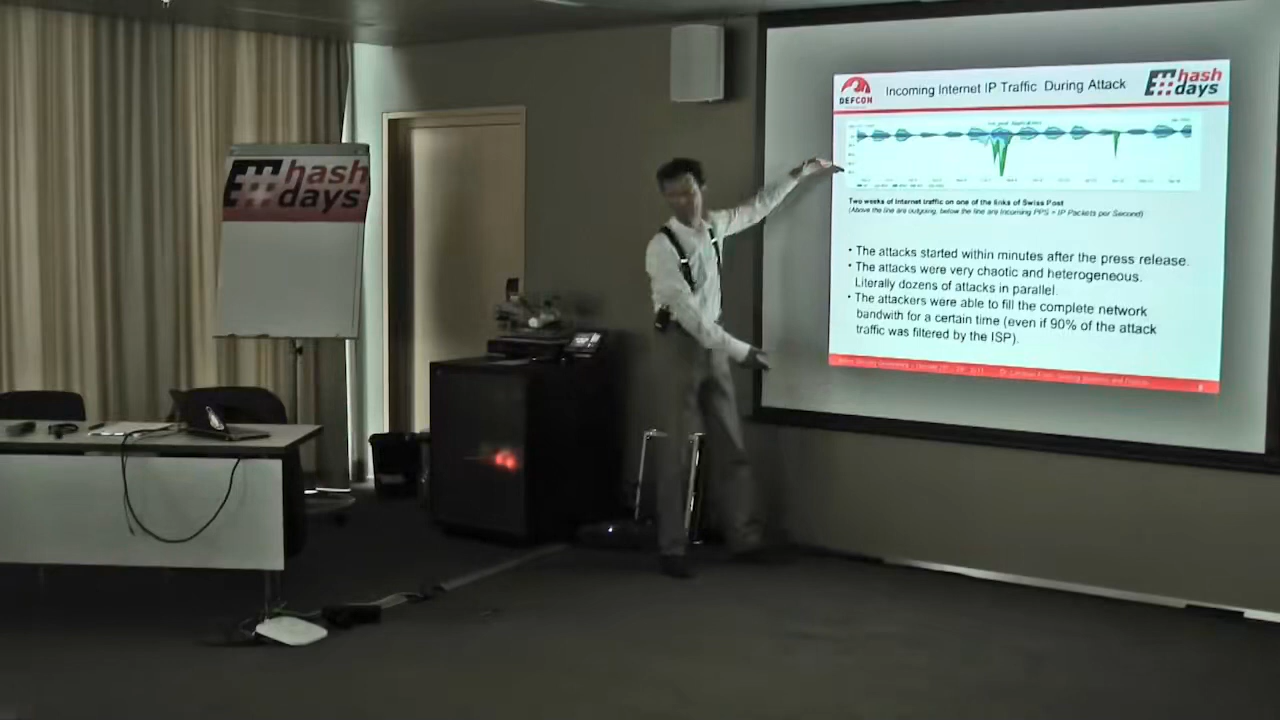 hash
days
DEFCON
Incoming Internet IP Traffic During Attack
hash
days
Two weeks of Internet traffic on one of the links of Swiss Post
(Above the line are outgoing, below the line are Incoming PPS = IP Packets per Second)
• The attacks started within minutes after the press release.
• The attacks were very chaotic and heterogeneous.
Literally dozens of attacks in parallel.
• The attackers were able to fill the complete network
bandwith for a certain time (even if 90% of the attack
traffic was filtered by the ISP).